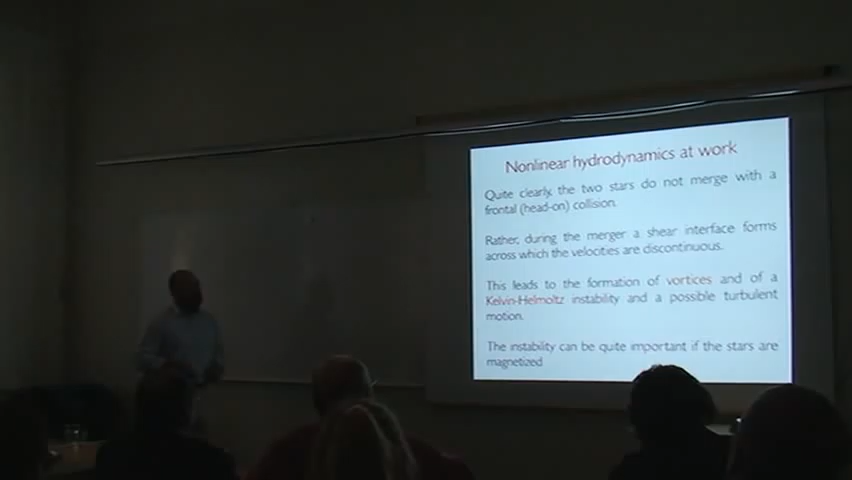 Nonlinear hydrodynamics at work
Quite clearly, the two stars do not merge with a
frontal (head-on) collision.
Rather, during the merger a shear interface forms
across which the velocities are discontinuous.
This leads to the formation of vortices and of a
Kelvin-Helmoltz instability and a possible turbulent
motion.
The instability can be quite important if the stars are
magnetized